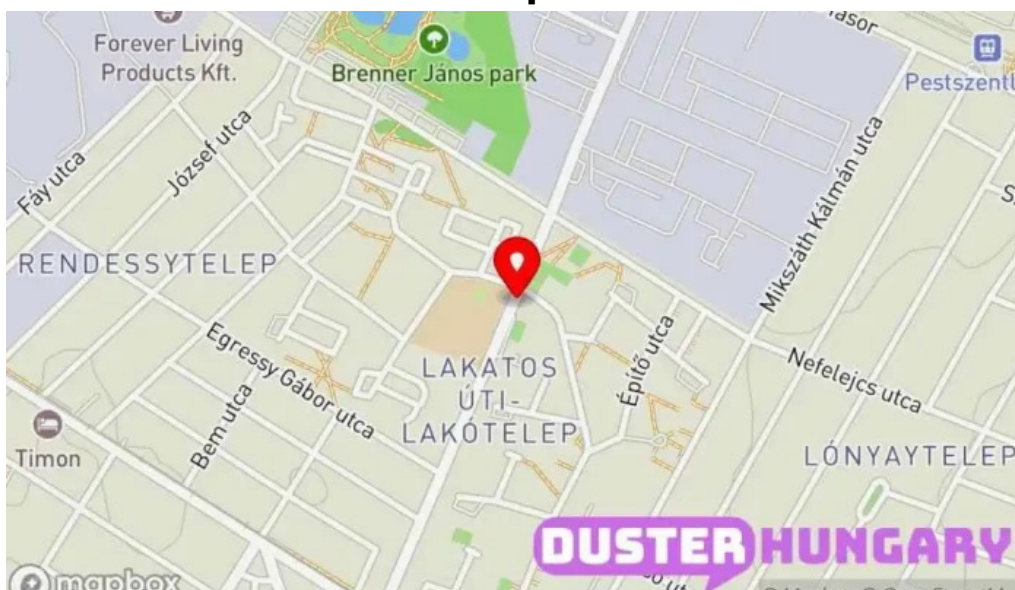 Forever Living
Products Kft.
Brenner János park
Pestszentl
József utca
Fáy utca
Mikszáth Kálmán utca
RENDESSYTELEP
Egressy Gábor utca
LAKATOS
ÚTI-
LAKÓTELEP
Építő utca
Nefelejcs utca
Bem utca
Timon
LÓNYAYTELEP
DUSTER HUNGARY
mapbox